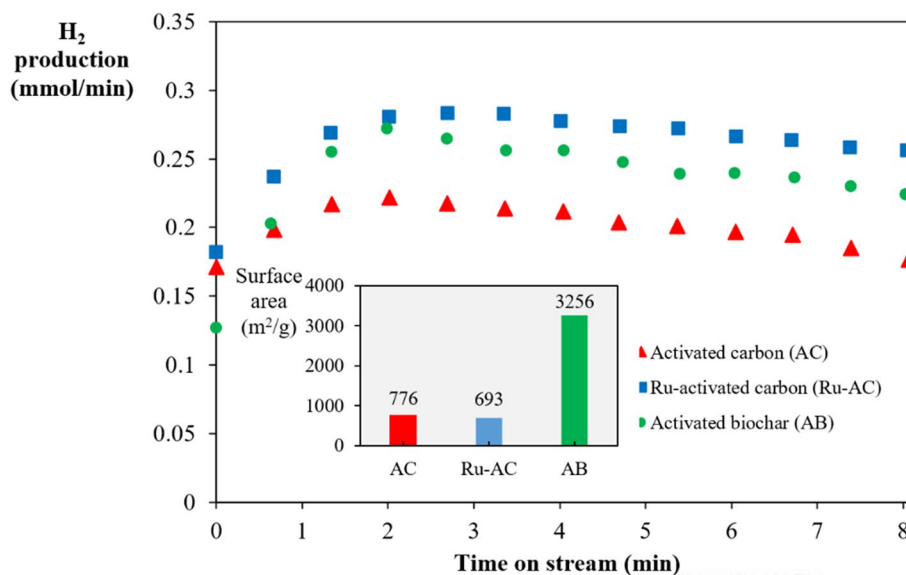 H₂
production
(mmol/min)
0.35
0.3
0.25
0.2
0.15
0.1
0.05
0
Surface
area
(m²/g)
4000
3000
2000
1000
0
776
693
3256
AC
Ru-AC
AB
Activated carbon (AC)
Ru-activated carbon (Ru-AC)
Activated biochar (AB)
0 1 2 3 4 5 6 7 8
Time on stream (min)